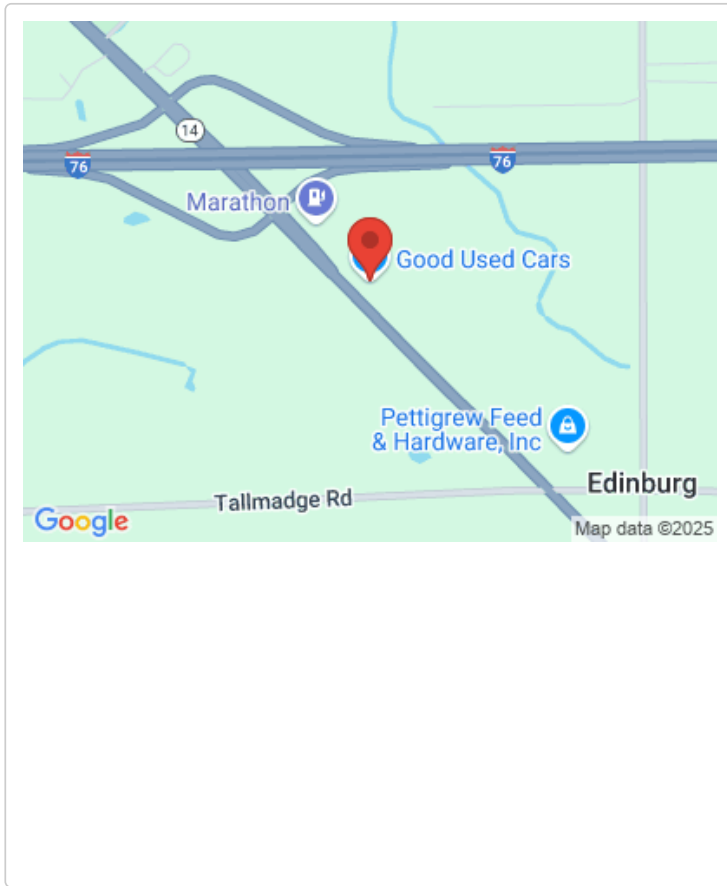 14
76
76
Marathon
Good Used Cars
Pettigrew Feed
& Hardware, Inc
Edinburg
Tallmadge Rd
Google
Map data ©2025